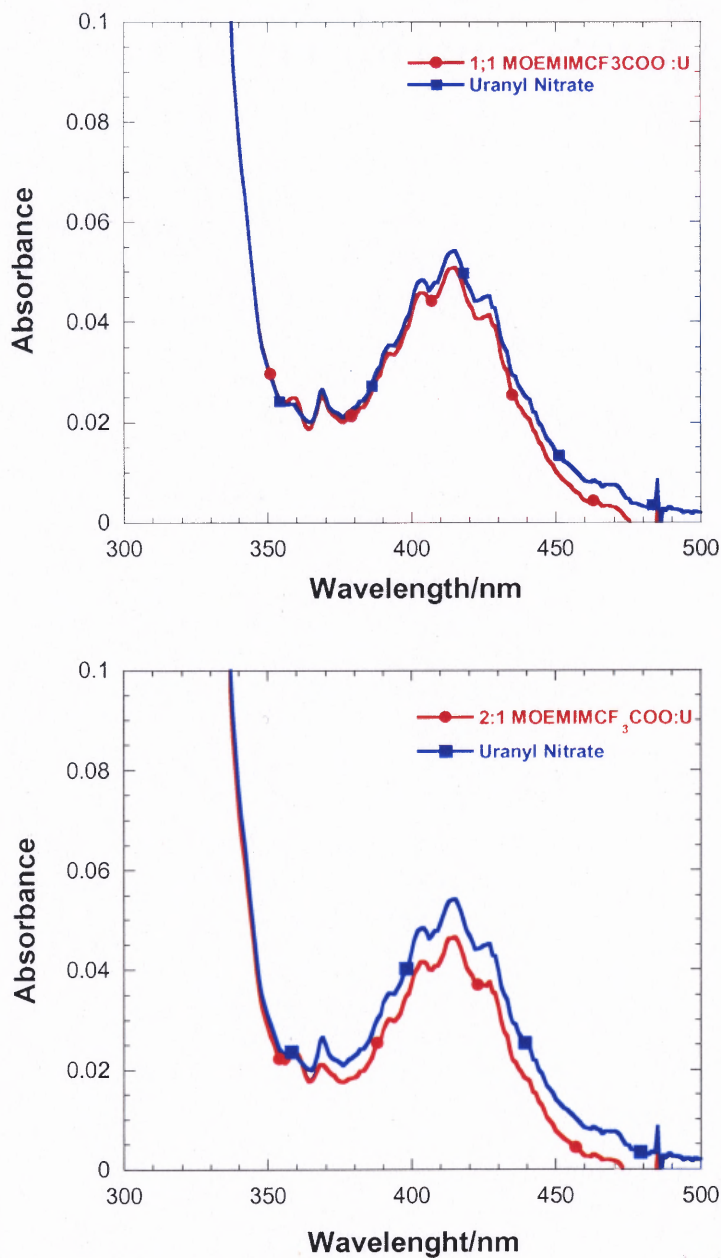 0.1
1;1 MOEMIMCF3COO :U
Uranyl Nitrate
0.08
0.06
Absorbance
0.04
0.02
0
300 350 400 450 500
Wavelength/nm
0.1
2:1 MOEMIMCF3COO:U
Uranyl Nitrate
0.08
0.06
Absorbance
0.04
0.02
0
300 350 400 450 500
Wavelenght/nm